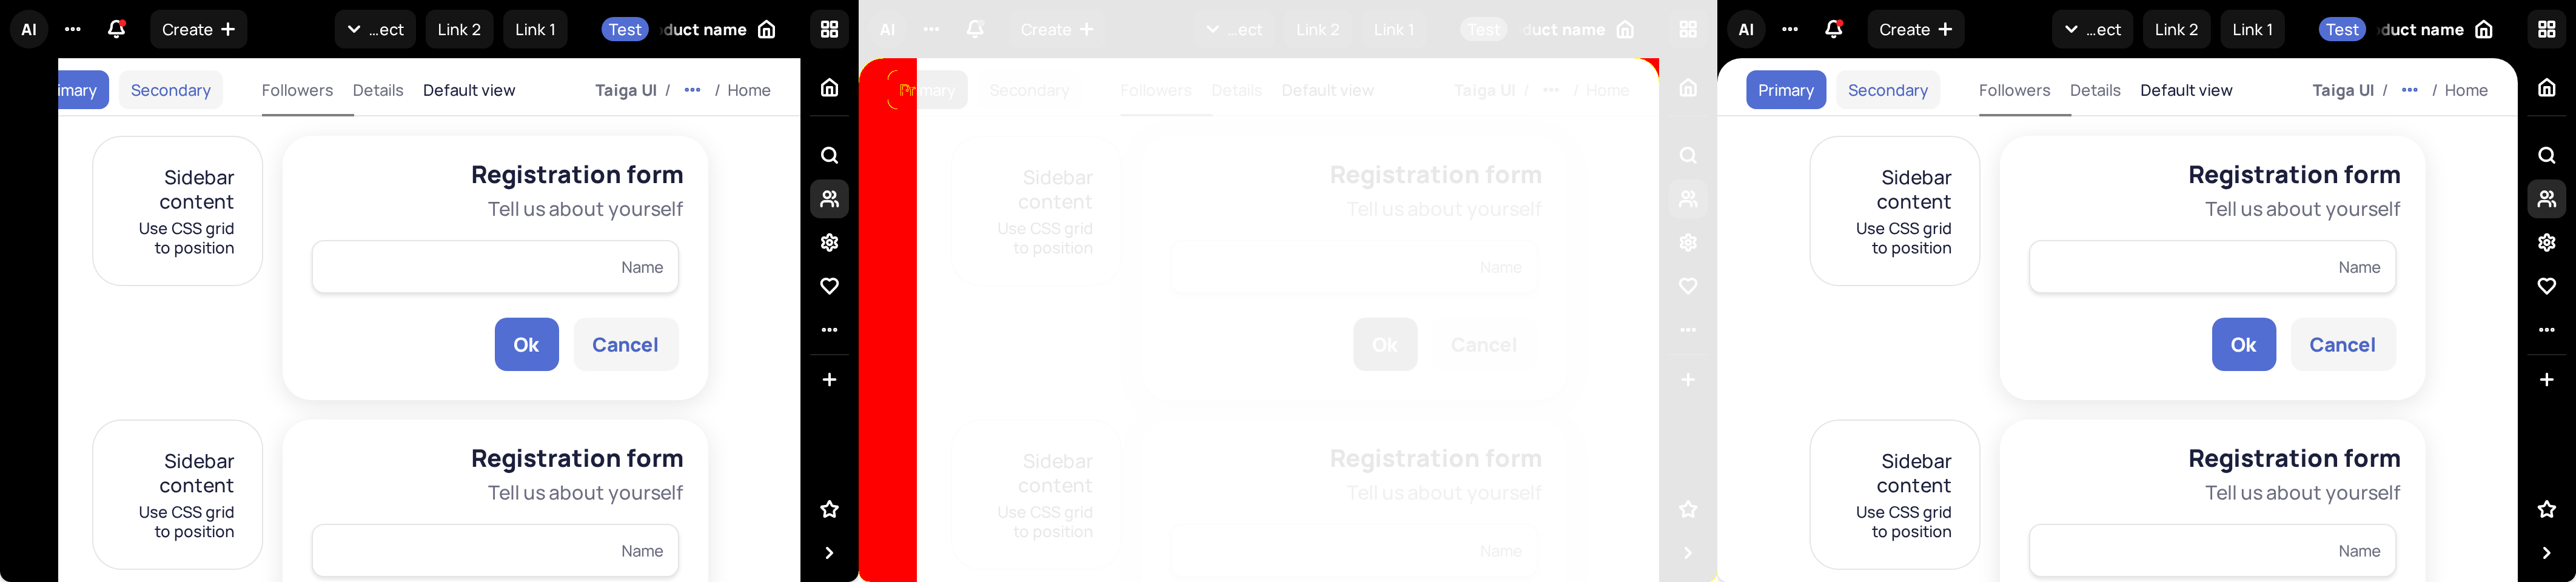 AI ... Create + ...ect Link 2 Link 1 Test duct name
imary Secondary Followers Details Default view Taiga UI / ... / Home
Sidebar
content
Use CSS grid
to position
Registration form
Tell us about yourself
Name
Ok Cancel
Sidebar
content
Use CSS grid
to position
Registration form
Tell us about yourself
Name
AI ... Create + ...ect Link 2 Link 1 Test duct name
Primary Secondary Followers Details Default view Taiga UI / ... / Home
Sidebar
content
Use CSS grid
to position
Registration form
Tell us about yourself
Name
Ok Cancel
Sidebar
content
Use CSS grid
to position
Registration form
Tell us about yourself
Name
AI ... Create + ...ect Link 2 Link 1 Test duct name
Primary Secondary Followers Details Default view Taiga UI / ... / Home
Sidebar
content
Use CSS grid
to position
Registration form
Tell us about yourself
Name
Ok Cancel
Sidebar
content
Use CSS grid
to position
Registration form
Tell us about yourself
Name